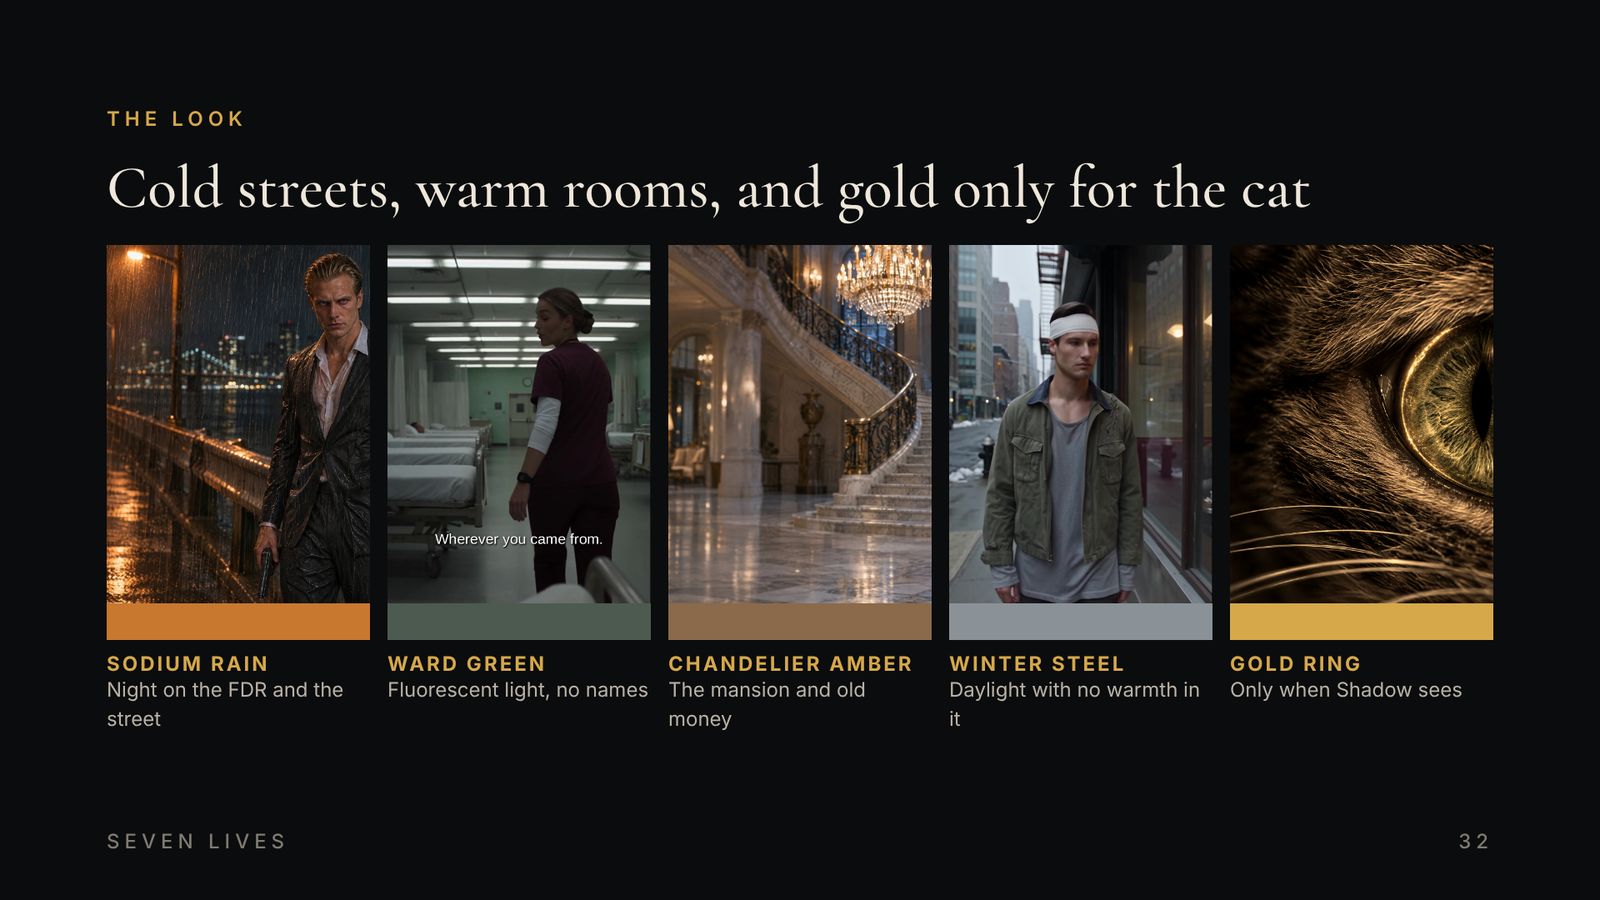 THE LOOK
Cold streets, warm rooms, and gold only for the cat
Wherever you came from.
SODIUM RAIN
Night on the FDR and the
street
WARD GREEN
Fluorescent light, no names
CHANDELIER AMBER
The mansion and old
money
WINTER STEEL
Daylight with no warmth in
it
GOLD RING
Only when Shadow sees
SEVEN LIVES
32